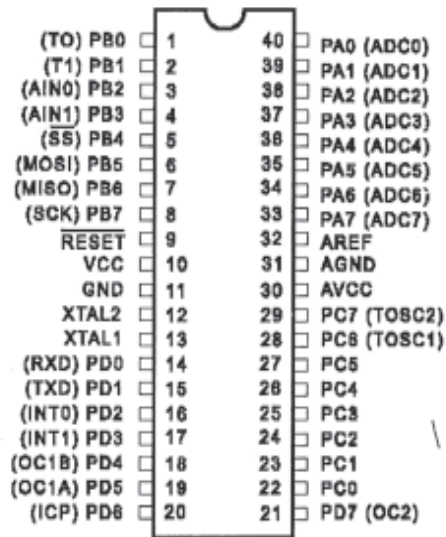 (TO) PB0 1 40 PA0 (ADC0)
(T1) PB1 2 39 PA1 (ADC1)
(AIN0) PB2 3 38 PA2 (ADC2)
(AIN1) PB3 4 37 PA3 (ADC3)
(SS) PB4 5 36 PA4 (ADC4)
(MOSI) PB5 6 35 PA5 (ADC5)
(MISO) PB6 7 34 PA6 (ADC6)
(SCK) PB7 8 33 PA7 (ADC7)
RESET 9 32 AREF
VCC 10 31 AGND
GND 11 30 AVCC
XTAL2 12 29 PC7 (TOSC2)
XTAL1 13 28 PC6 (TOSC1)
(RXD) PD0 14 27 PC5
(TXD) PD1 15 26 PC4
(INT0) PD2 16 25 PC3
(INT1) PD3 17 24 PC2
(OC1B) PD4 18 23 PC1
(OC1A) PD5 19 22 PC0
(ICP) PD6 20 21 PD7 (OC2)